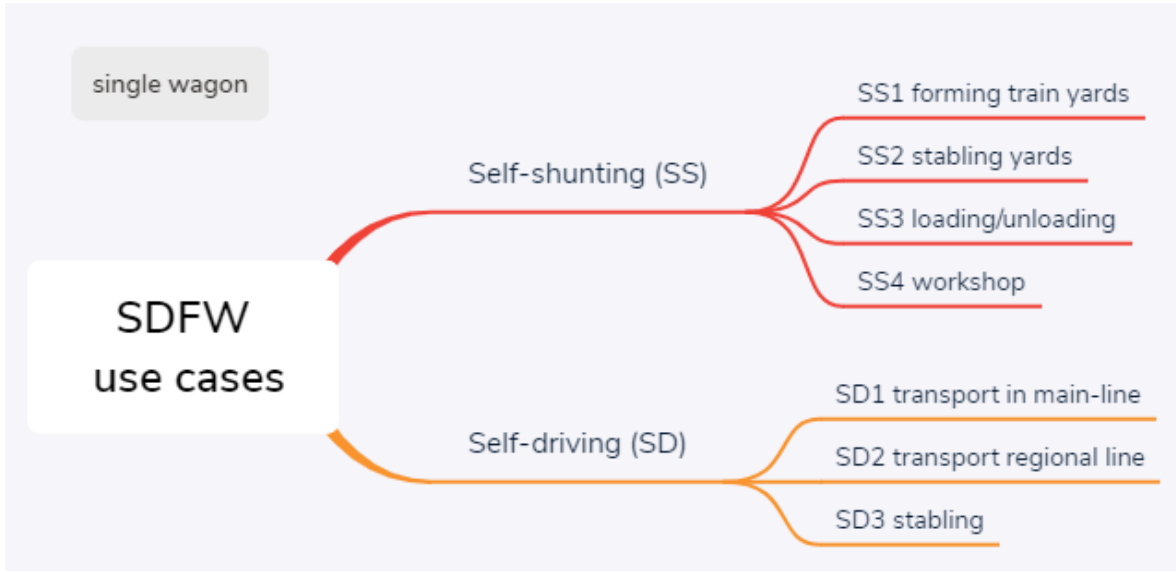 single wagon
SDFW
use cases
Self-shunting (SS)
SS1 forming train yards
SS2 stabling yards
SS3 loading/unloading
SS4 workshop
Self-driving (SD)
SD1 transport in main-line
SD2 transport regional line
SD3 stabling